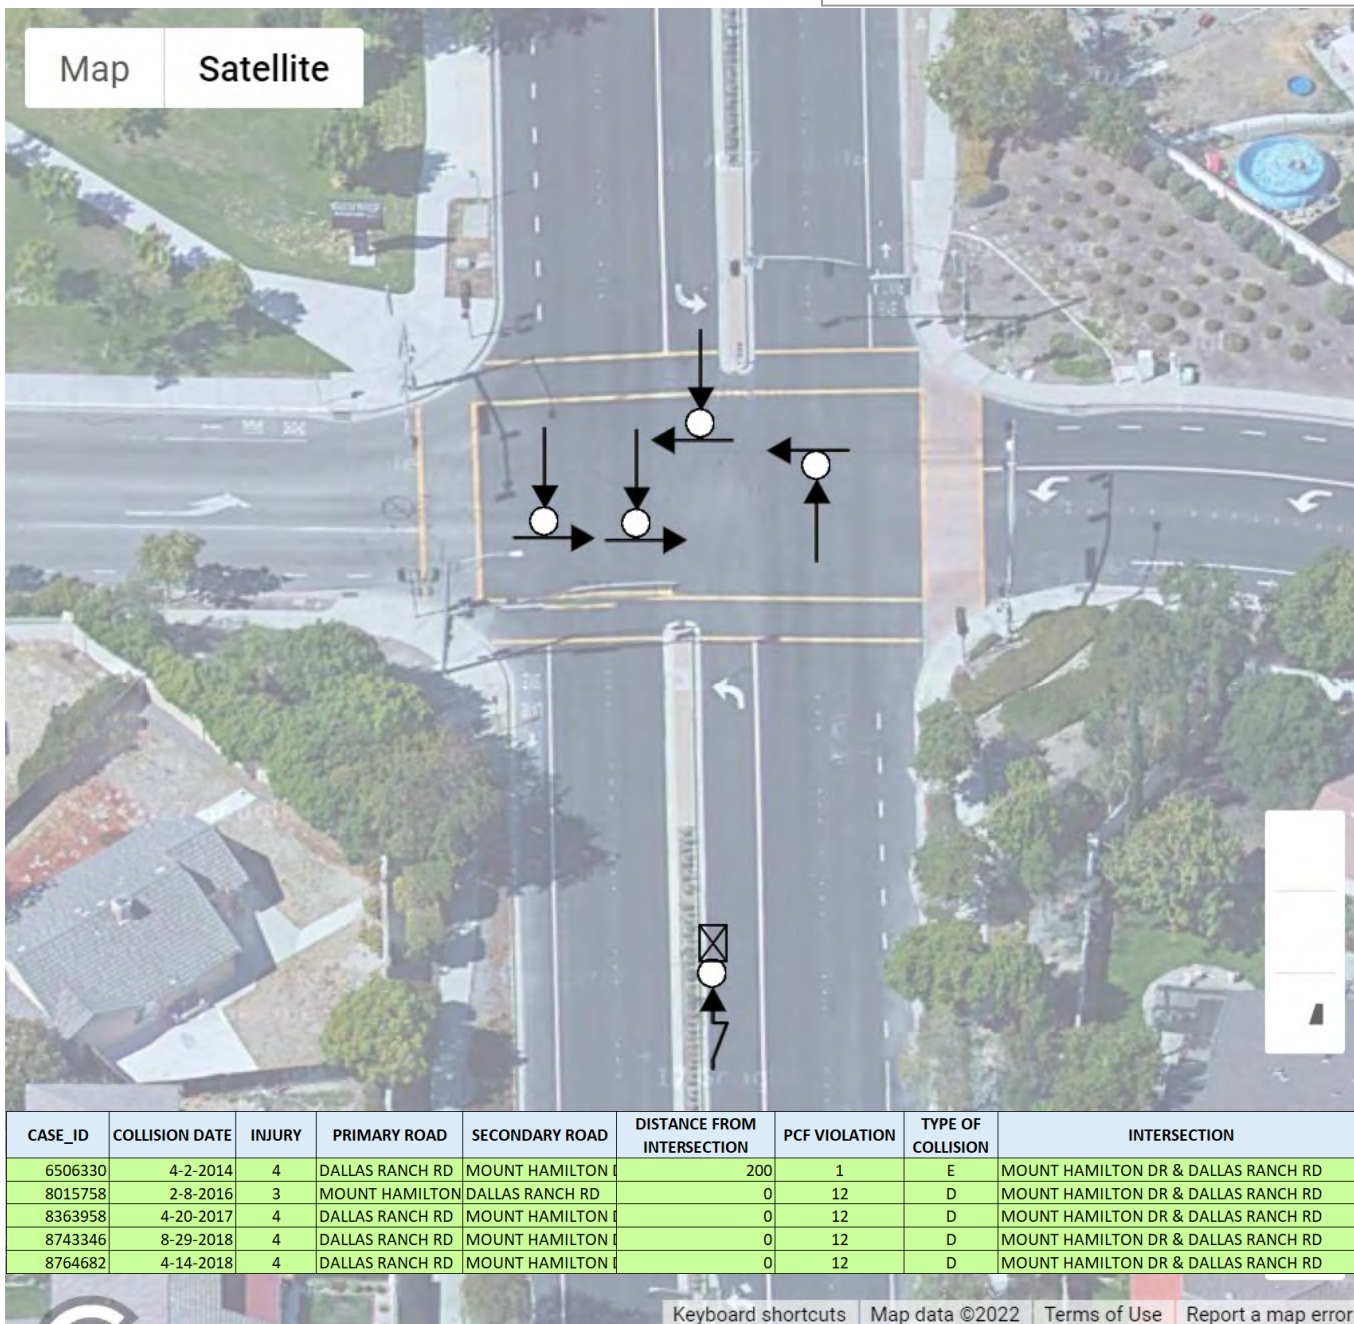 Map Satellite
CASE_ID COLLISION DATE INJURY PRIMARY ROAD SECONDARY ROAD DISTANCE FROM INTERSECTION PCF VIOLATION TYPE OF COLLISION INTERSECTION
6506330 4-2-2014 4 DALLAS RANCH RD MOUNT HAMILTON 200 1 E MOUNT HAMILTON DR & DALLAS RANCH RD
8015758 2-8-2016 3 MOUNT HAMILTON DALLAS RANCH RD 0 12 D MOUNT HAMILTON DR & DALLAS RANCH RD
8363958 4-20-2017 4 DALLAS RANCH RD MOUNT HAMILTON 0 12 D MOUNT HAMILTON DR & DALLAS RANCH RD
8743346 8-29-2018 4 DALLAS RANCH RD MOUNT HAMILTON 0 12 D MOUNT HAMILTON DR & DALLAS RANCH RD
8764682 4-14-2018 4 DALLAS RANCH RD MOUNT HAMILTON 0 12 D MOUNT HAMILTON DR & DALLAS RANCH RD
Keyboard shortcuts Map data ©2022 Terms of Use Report a map error